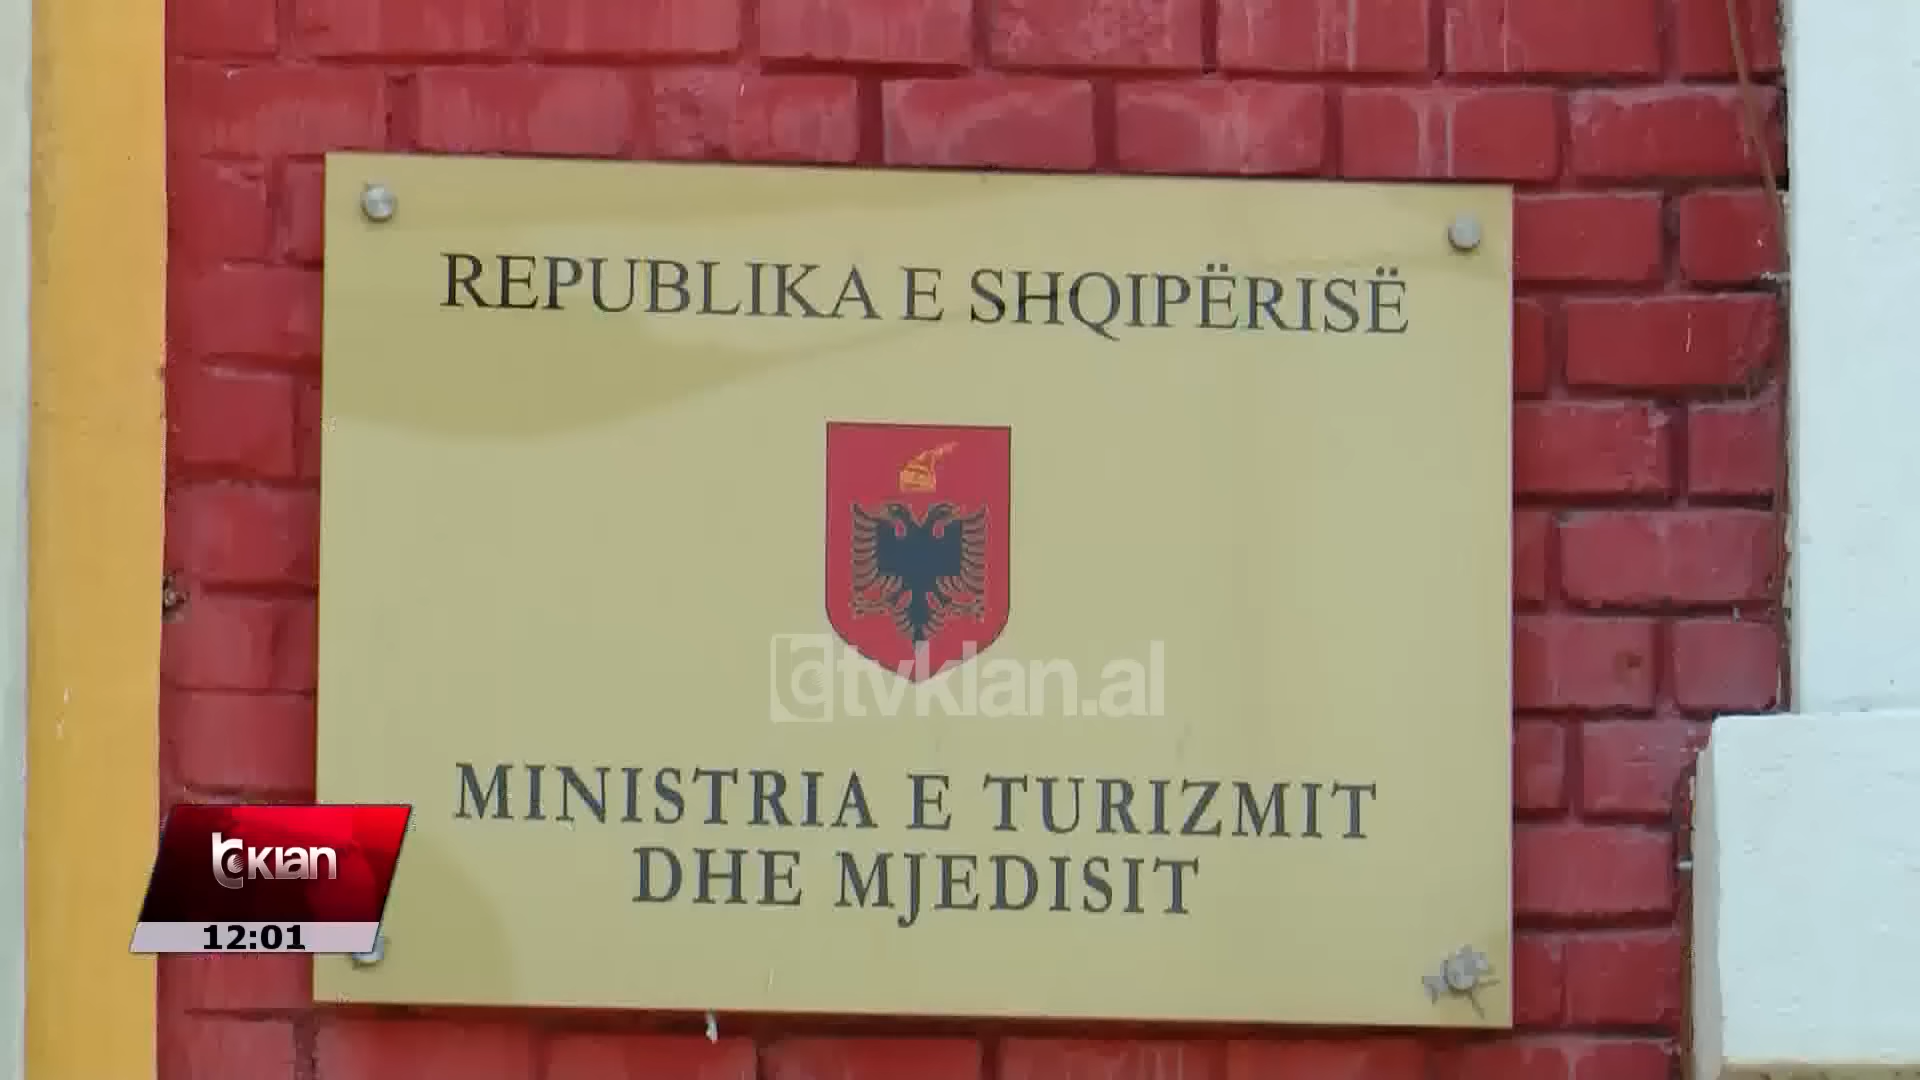 REPUBLIKA E SHQIPËRISË
tvklan.al
MINISTRIA E TURIZMIT
DHE MJEDISIT
KLAN
12:01